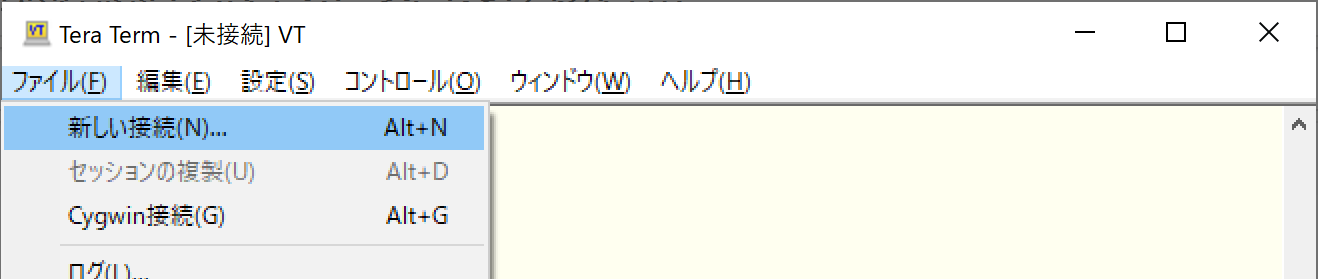 Tera Term - [未接続] VT
ファイル(F) 編集(E) 設定(S) コントロール(O) ウィンドウ(W) ヘルプ(H)
新しい接続(N)... Alt+N
セッションの複製(U) Alt+D
Cygwin接続(G) Alt+G
ログ(L)...